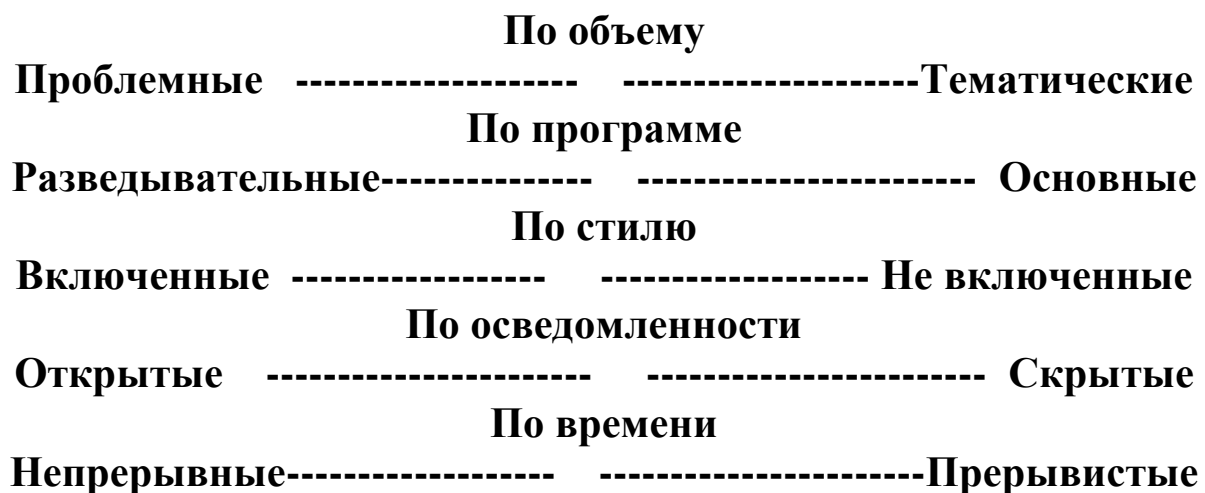 По объему
Проблемные -------------------- ---------------------Тематические
По программе
Разведывательные--------------- ------------------------ Основные
По стилю
Включенные ------------------ ------------------- Не включенные
По осведомленности
Открытые ----------------------- ------------------------ Скрытые
По времени
Непрерывные------------------- -----------------------Прерывистые